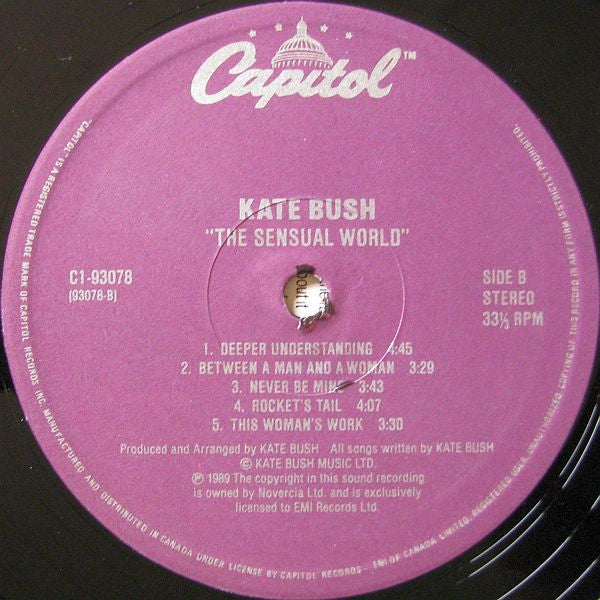 Capitol™
KATE BUSH
"THE SENSUAL WORLD"
C1-93078
(93078-B)
SIDE B
STEREO
33⅓ RPM
bout it
1. DEEPER UNDERSTANDING 4:45
2. BETWEEN A MAN AND A WOMAN 3:29
3. NEVER BE MINE 3:43
4. ROCKET'S TAIL 4:07
5. THIS WOMAN'S WORK 3:30
Produced and Arranged by KATE BUSH All songs written by KATE BUSH
© KATE BUSH MUSIC LTD.
℗ 1989 The copyright in this sound recording
is owned by Novercia Ltd. and is exclusively
licensed to EMI Records Ltd.
"CAPITOL" IS A REGISTERED TRADE MARK OF CAPITOL RECORDS INC. MANUFACTURED AND DISTRIBUTED IN CANADA UNDER LICENSE BY CAPITOL RECORDS - EMI OF CANADA LIMITED, REGISTERED USER. UNAUTHORIZED COPYING OF THIS RECORD IN ANY FORM IS STRICTLY PROHIBITED.